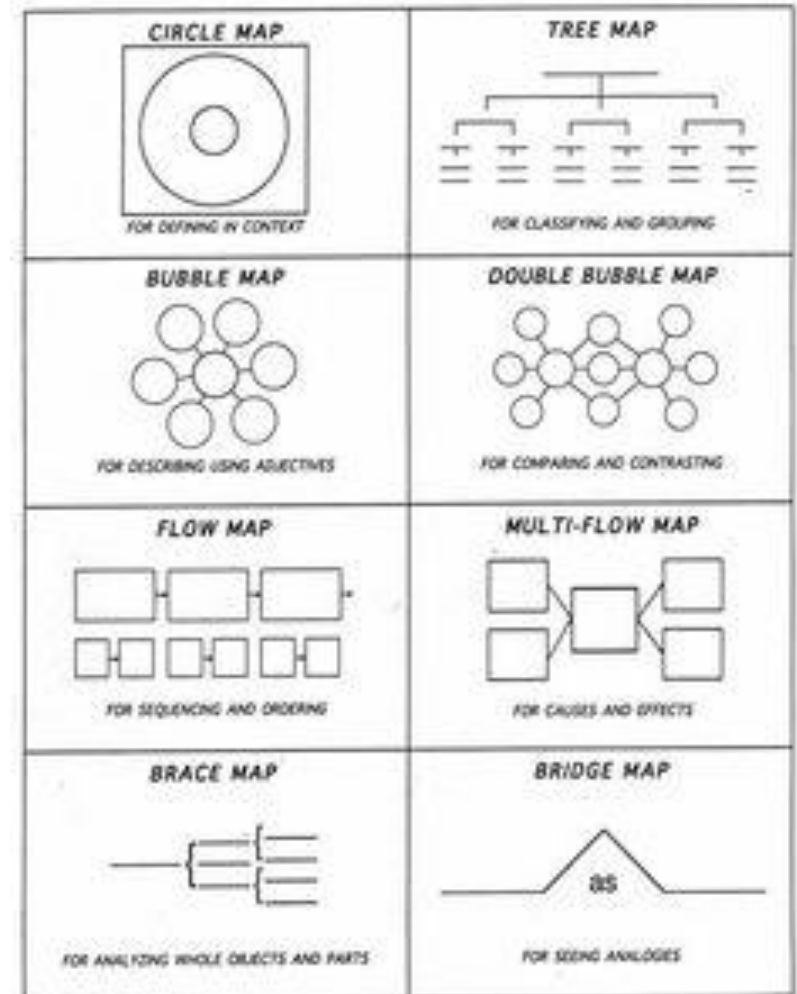 CIRCLE MAP
FOR DEFINING IN CONTEXT
TREE MAP
FOR CLASSIFYING AND GROUPING
BUBBLE MAP
FOR DESCRIBING USING ADJECTIVES
DOUBLE BUBBLE MAP
FOR COMPARING AND CONTRASTING
FLOW MAP
FOR SEQUENCING AND ORDERING
MULTI-FLOW MAP
FOR CAUSES AND EFFECTS
BRACE MAP
FOR ANALYZING WHOLE OBJECTS AND PARTS
BRIDGE MAP
as
FOR SEEING ANALOGIES